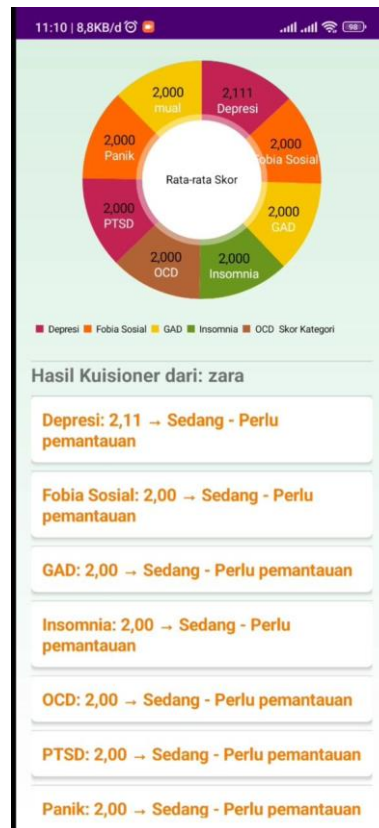 11:10 | 8,8KB/d
98
2,000
mual
2,111
Depresi
2,000
Panik
2,000
obia Sosial
Rata-rata Skor
2,000
PTSD
2,000
GAD
2,000
OCD
2,000
Insomnia
Depresi Fobia Sosial GAD Insomnia OCD Skor Kategori
Hasil Kuisioner dari: zara
Depresi: 2,11 → Sedang - Perlu
pemantauan
Fobia Sosial: 2,00 → Sedang - Perlu
pemantauan
GAD: 2,00 → Sedang - Perlu pemantauan
Insomnia: 2,00 → Sedang - Perlu
pemantauan
OCD: 2,00 → Sedang - Perlu pemantauan
PTSD: 2,00 → Sedang - Perlu pemantauan
Panik: 2,00 → Sedang - Perlu pemantauan